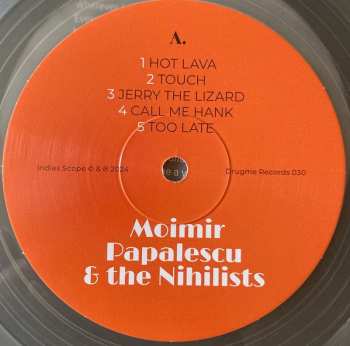 A.
1 HOT LAVA
2 TOUCH
3 JERRY THE LIZARD
4 CALL ME HANK
5 TOO LATE
Indies Scope © & ℗ 2024
Drugme Records 030
Moimir
Papalescu
& the Nihilists